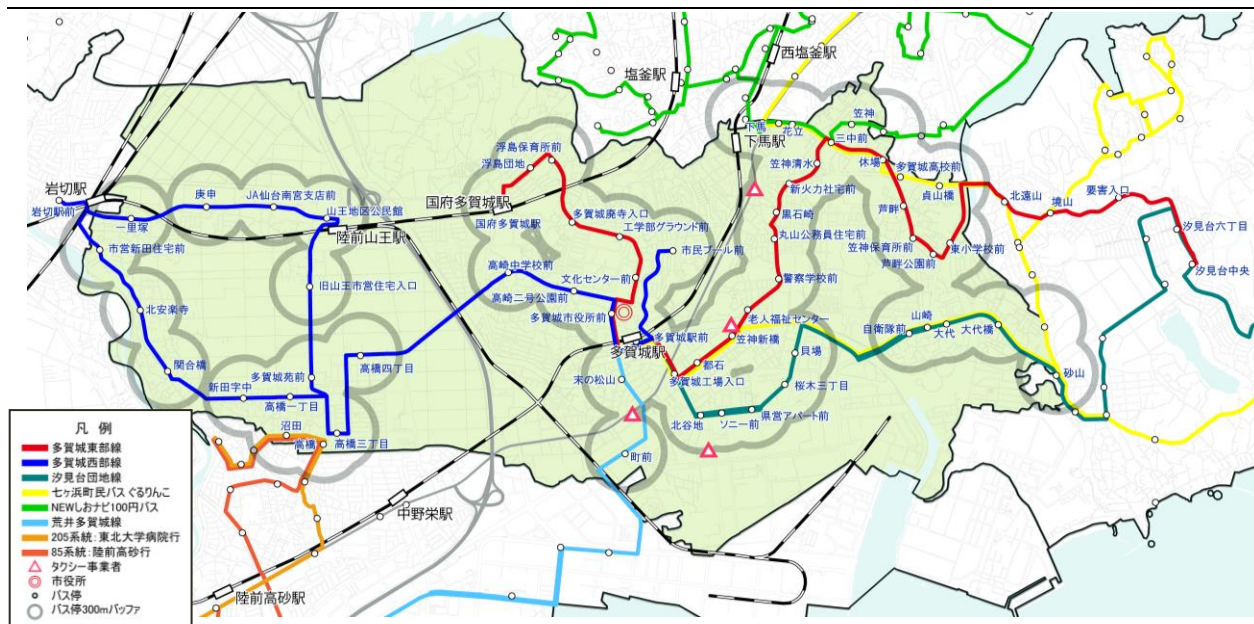 西塩釜駅
塩釜駅
下馬
花立
笠神
三中前
下馬駅
浮島保育所前
浮島団地
笠神清水
休場
多賀城高校前
岩切駅
庚申
JA仙台南宮支店前
国府多賀城駅
新火力社宅前
貞山橋
北遠山
要害入口
岩切駅前
一里塚
山王地区公民館
国府多賀城駅
多賀城廃寺入口
黒石崎
芦畔
境山
汐見台六丁目
市営新田住宅前
陸前山王駅
工学部グラウンド前
市民プール前
丸山公務員住宅前
笠神保育所前
東小学校前
芦畔公園前
汐見台中央
高崎中学校前
文化センター前
警察学校前
旧山王市営住宅入口
高崎二号公園前
北安楽寺
多賀城市役所前
老人福祉センター
山崎
自衛隊前
大代
大代橋
多賀城駅前
多賀城駅
笠神新橋
関合橋
高橋四丁目
都石
貝場
砂山
新田字中
多賀城苑前
末の松山
多賀城工場入口
桜木三丁目
高橋一丁目
北谷地
ソニー前
県営アパート前
沼田
高橋
高橋三丁目
町前
中野栄駅
陸前高砂駅
凡 例
多賀城東部線
多賀城西部線
汐見台団地線
七ヶ浜町民バス ぐるりんこ
NEWしおナビ100円バス
荒井多賀城線
205系統:東北大学病院行
85系統:陸前高砂行
タクシー事業者
市役所
バス停
バス停300mバッファ